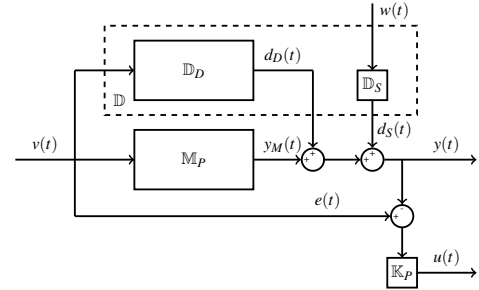 w(t)
𝔻_D
d_D(t)
𝔻_S
𝔻
d_S(t)
v(t)
𝕄_P
y_M(t)
+
+
+
+
y(t)
e(t)
+
-
𝕂_P
u(t)